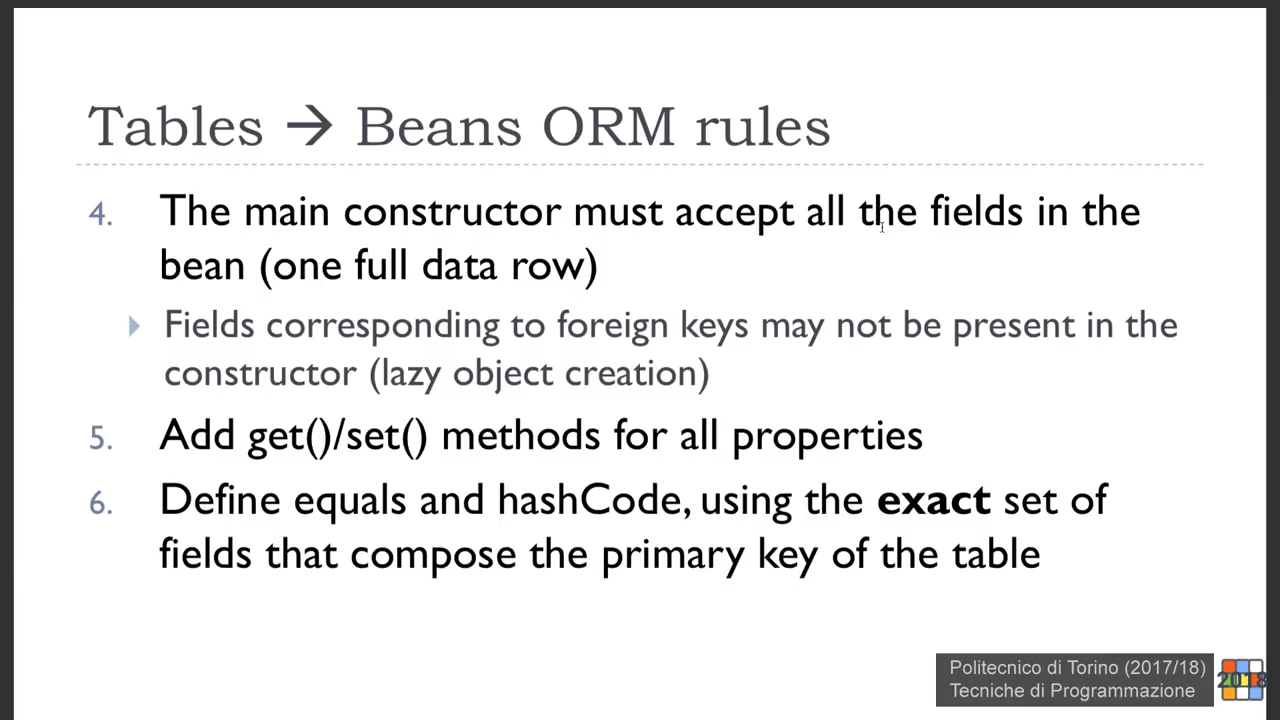 Tables → Beans ORM rules
4. The main constructor must accept all the fields in the
bean (one full data row)
Fields corresponding to foreign keys may not be present in the
constructor (lazy object creation)
5. Add get()/set() methods for all properties
6. Define equals and hashCode, using the exact set of
fields that compose the primary key of the table
Politecnico di Torino (2017/18)
Tecniche di Programmazione
2018